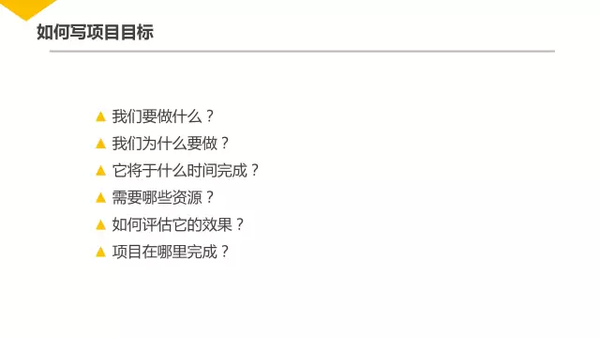 如何写项目目标
我们要做什么？
我们为什么要做？
它将于什么时间完成？
需要哪些资源？
如何评估它的效果？
项目在哪里完成？